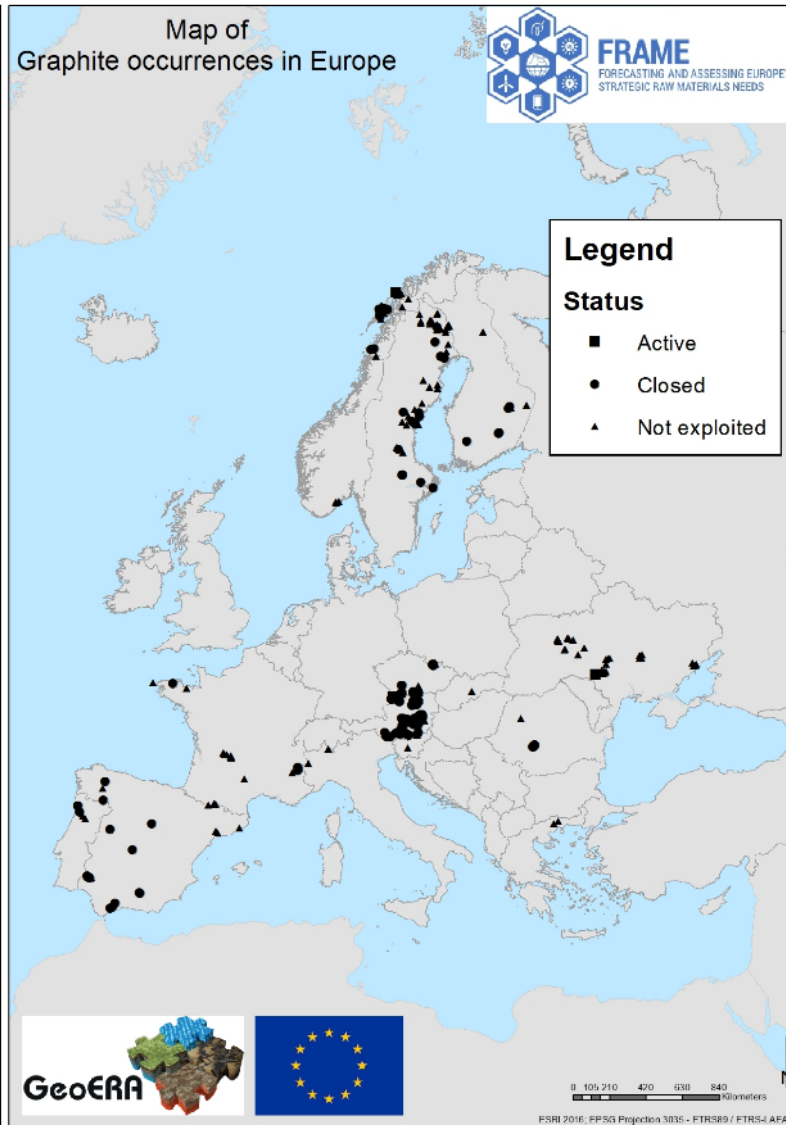 Map of
Graphite occurrences in Europe
FRAME
FORECASTING AND ASSESSING EUROPE'
STRATEGIC RAW MATERIALS NEEDS
Legend
Status
Active
Closed
Not exploited
GeoERA
N
0 105 210 420 630 840
Kilometers
ESRI 2016; EPSG Projection 3035 - ETRS89 / ETRS-LAEA